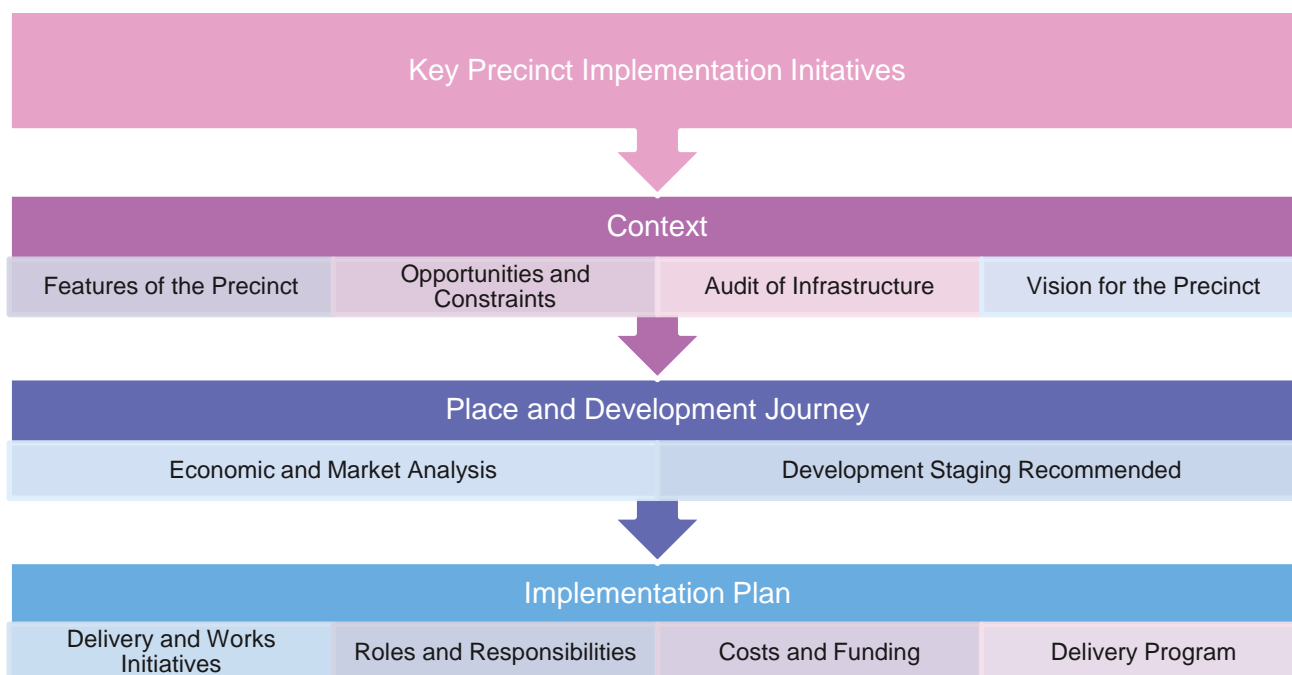 Key Precinct Implementation Initatives
Context
Features of the Precinct
Opportunities and
Constraints
Audit of Infrastructure
Vision for the Precinct
Place and Development Journey
Economic and Market Analysis
Development Staging Recommended
Implementation Plan
Delivery and Works
Initiatives
Roles and Responsibilities
Costs and Funding
Delivery Program